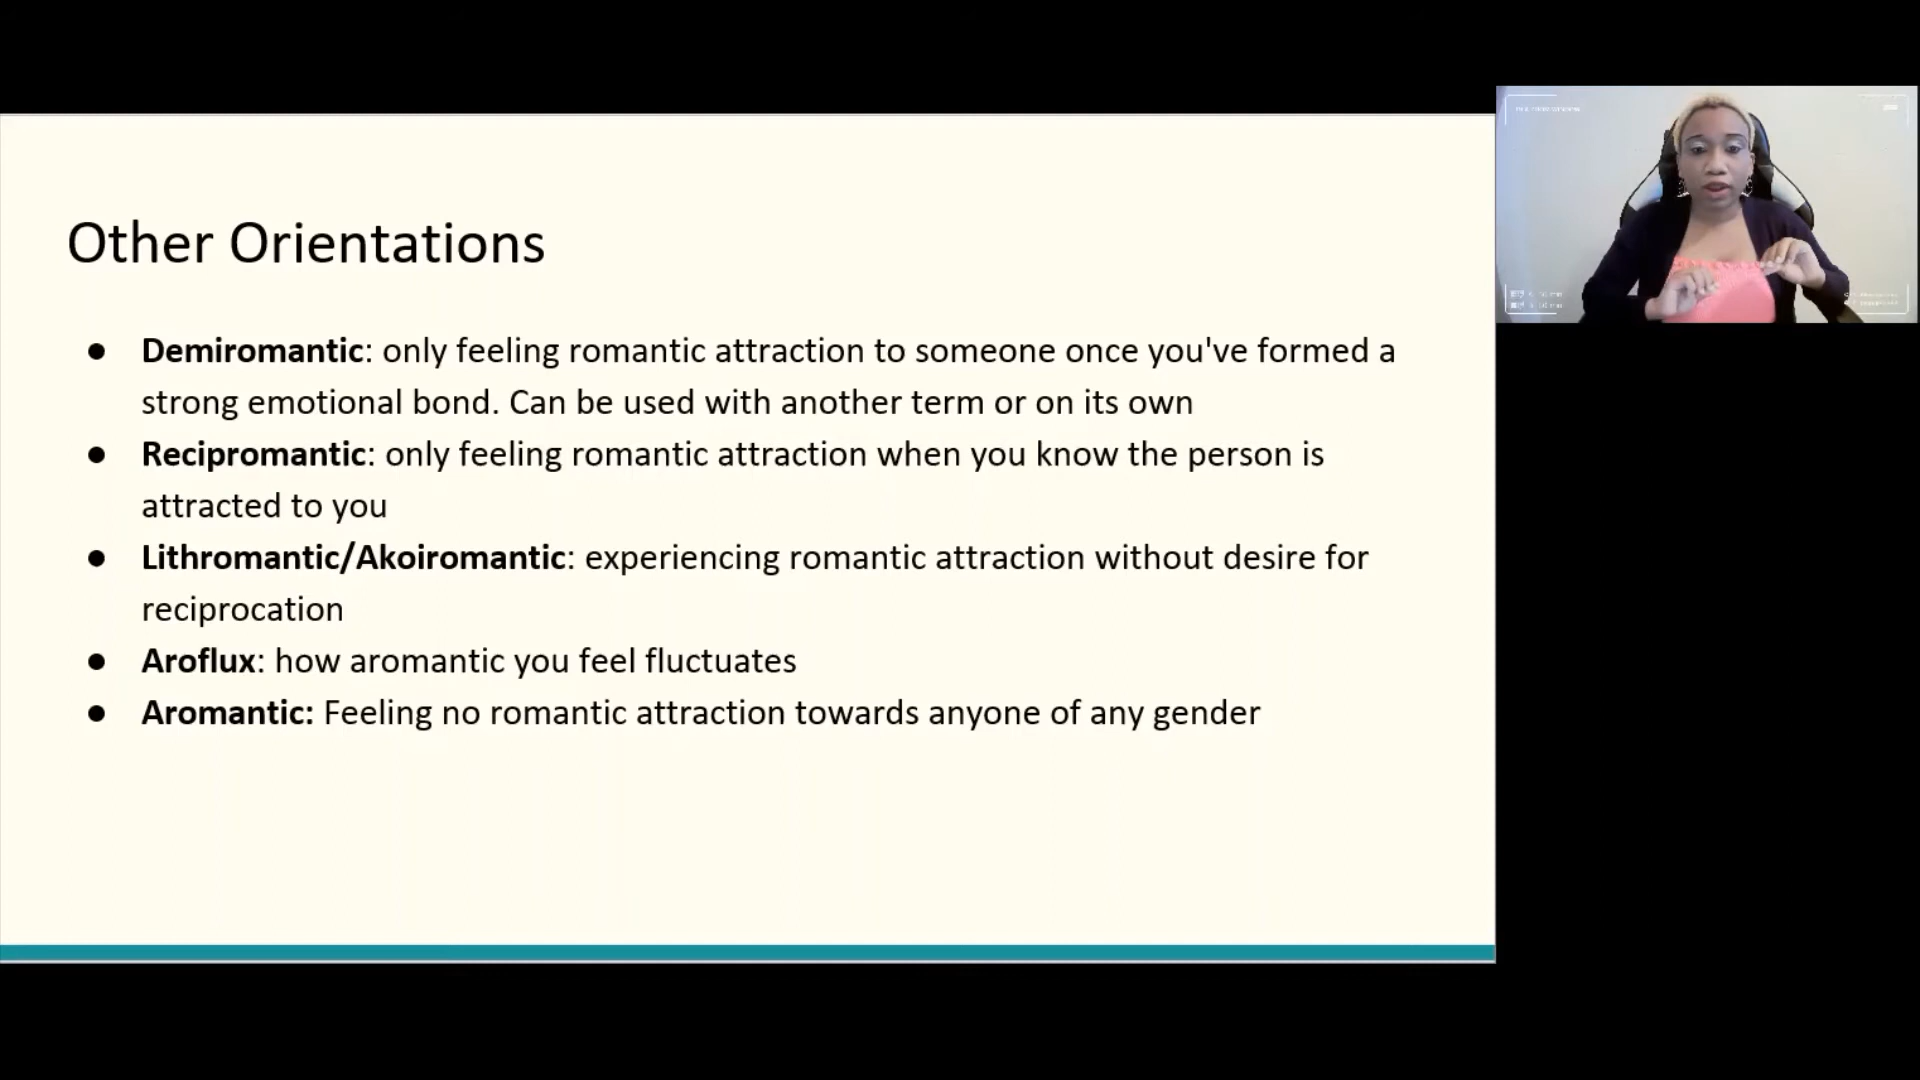 Other Orientations
● Demiromantic: only feeling romantic attraction to someone once you've formed a
strong emotional bond. Can be used with another term or on its own
● Recipromantic: only feeling romantic attraction when you know the person is
attracted to you
● Lithromantic/Akoiromantic: experiencing romantic attraction without desire for
reciprocation
● Aroflux: how aromantic you feel fluctuates
● Aromantic: Feeling no romantic attraction towards anyone of any gender